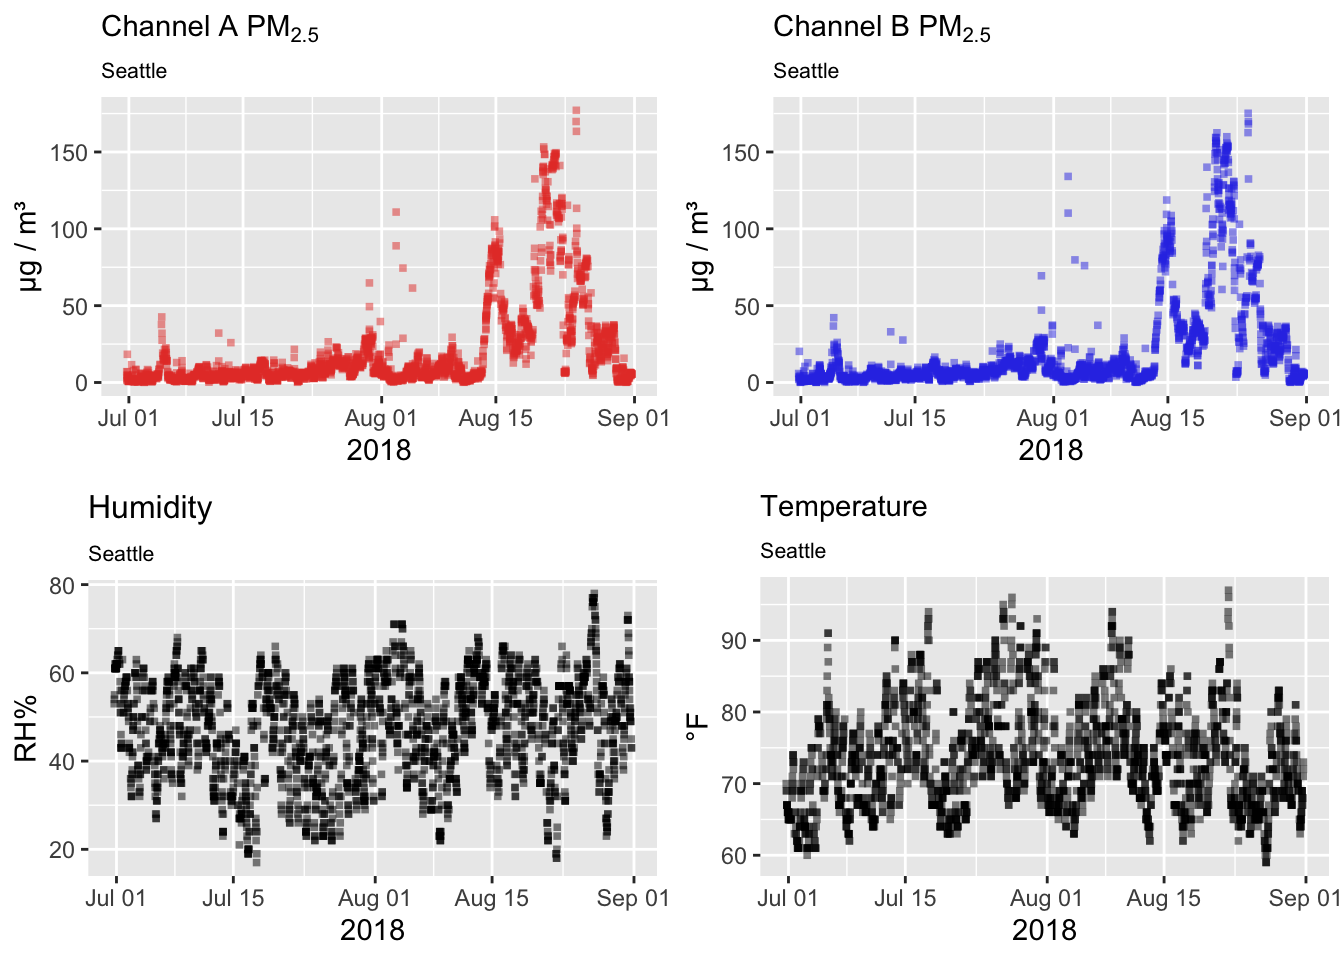 Channel A PM2.5
Seattle
150
100
50
0
µg / m³
Jul 01 Jul 15 Aug 01 Aug 15 Sep 01
2018
Channel B PM2.5
Seattle
150
100
50
0
µg / m³
Jul 01 Jul 15 Aug 01 Aug 15 Sep 01
2018
Humidity
Seattle
80
60
40
20
RH%
Jul 01 Jul 15 Aug 01 Aug 15 Sep 01
2018
Temperature
Seattle
90
80
70
60
°F
Jul 01 Jul 15 Aug 01 Aug 15 Sep 01
2018